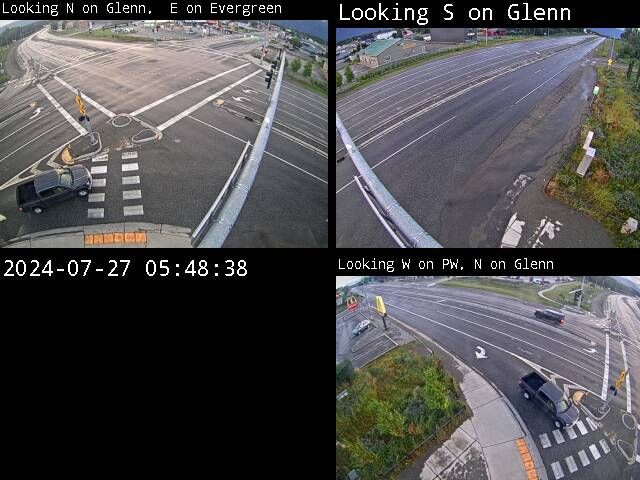 Looking N on Glenn, E on Evergreen
Looking S on Glenn
2024-07-27 05:48:38
Looking W on PW, N on Glenn